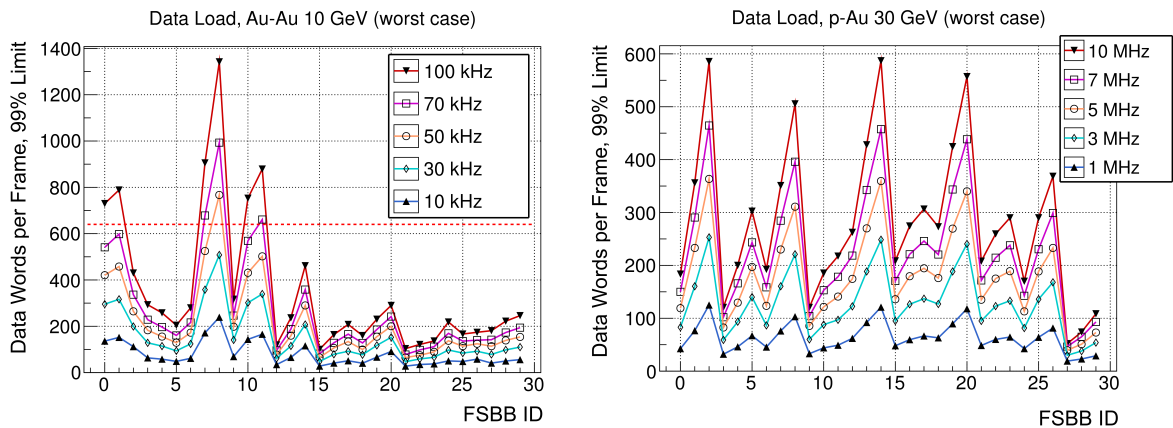 Data Load, Au-Au 10 GeV (worst case)
Data Words per Frame, 99% Limit
1400
1200
1000
800
600
400
200
0
100 kHz
70 kHz
50 kHz
30 kHz
10 kHz
0 5 10 15 20 25 30
FSBB ID
Data Load, p-Au 30 GeV (worst case)
Data Words per Frame, 99% Limit
600
500
400
300
200
100
0
10 MHz
7 MHz
5 MHz
3 MHz
1 MHz
0 5 10 15 20 25 30
FSBB ID